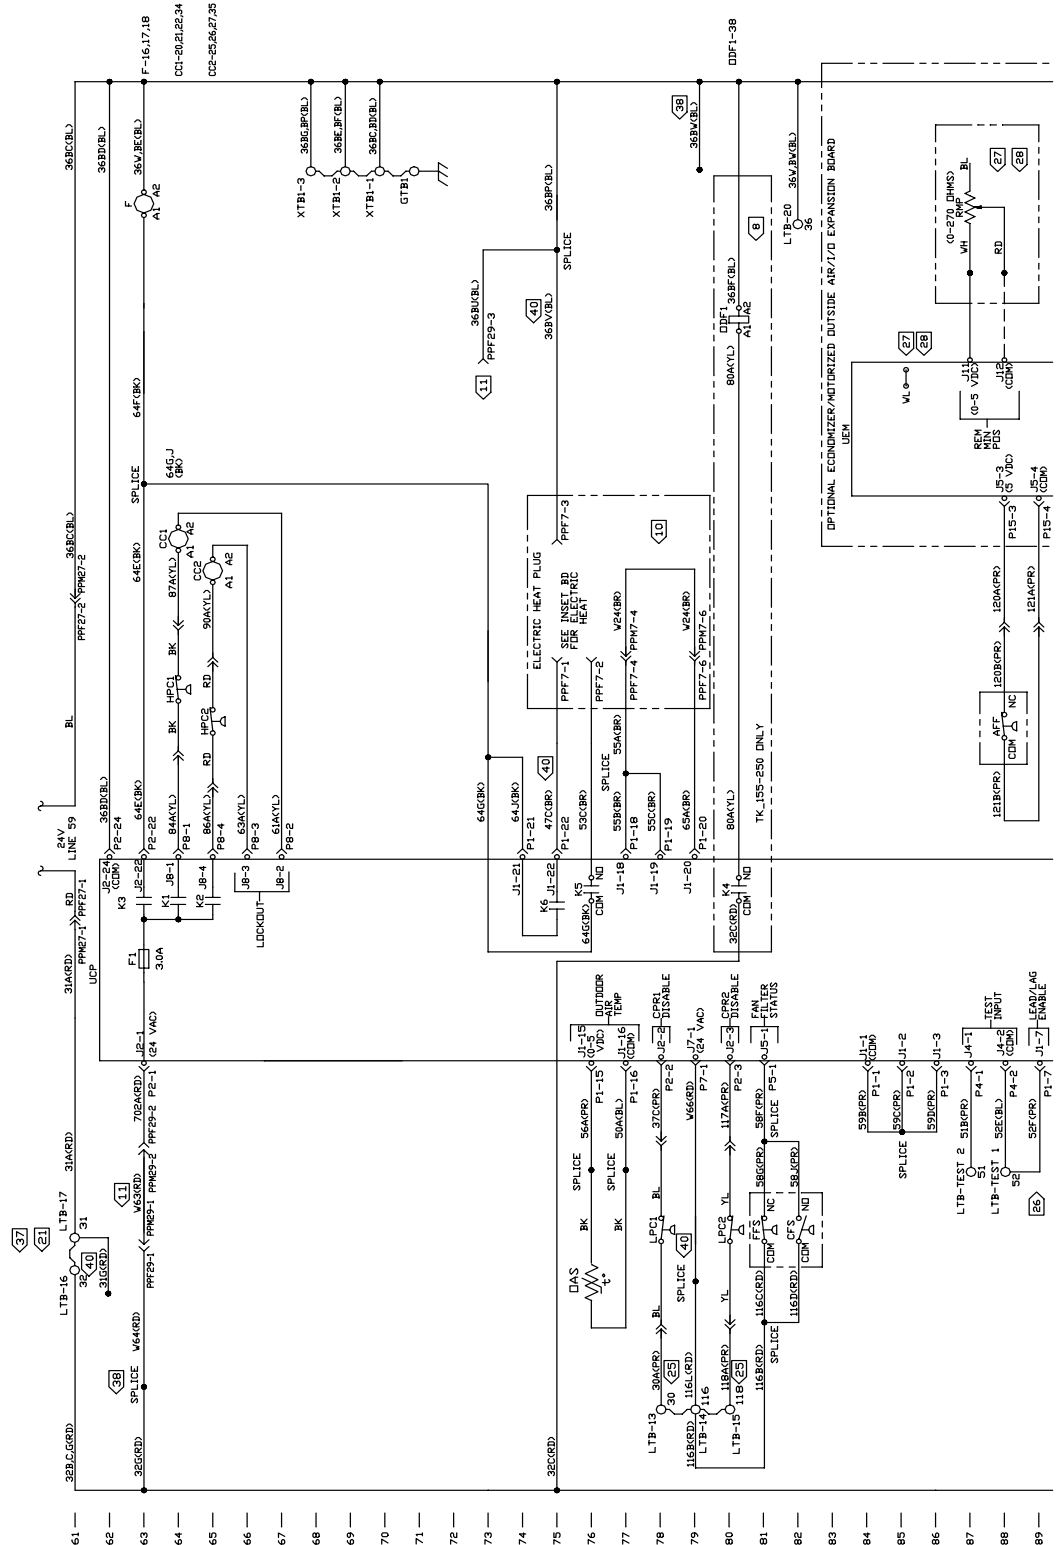 61
32B,C,G(RD)
LTB-16
32
LTB-17
31
37
21
40
31G(RD)
31A(RD)
31A(RD)
PPM27-1
PPF27-1
RD
24V
LINE 59
BL
PPF27-2
PPM27-2
36BC(BL)
36BC(BL)
62
UCP
J2-24
(COM)
P2-24
36BD(BL)
36BD(BL)
63
32G(RD)
SPLICE
38
W64(RD)
PPF29-1
PPM29-1
W63(RD)
11
PPM29-2
PPF29-2
702A(RD)
P2-1
J2-1
(24 VAC)
F1
3.0A
K3
J2-22
P2-22
64E(BK)
64E(BK)
SPLICE
64G,J
(BK)
64F(BK)
A1
F
A2
36W,BE(BL)
F-16,17,18
64
K1
J8-1
P8-1
84A(YL)
BK
HPC1
BK
87A(YL)
A1
CC1
A2
CC1-20,21,22,34
65
K2
J8-4
P8-4
86A(YL)
RD
HPC2
RD
90A(YL)
A1
CC2
A2
CC2-25,26,27,35
66
LOCKOUT
J8-3
P8-3
63A(YL)
67
J8-2
P8-2
61A(YL)
68
XTB1-3
36BG,BP(BL)
69
XTB1-2
36BE,BF(BL)
70
XTB1-1
36BC,BD(BL)
71
GTB1
72
73
64G(BK)
11
PPF29-3
36BU(BL)
74
J1-21
P1-21
64J(BK)
40
75
32C(RD)
K6
J1-22
P1-22
47C(BR)
PPF7-1
ELECTRIC HEAT PLUG
SEE INSET BD
FOR ELECTRIC
HEAT
PPF7-3
40
36BV(BL)
SPLICE
36BP(BL)
76
OAS
t°
BK
SPLICE
56A(PR)
P1-15
J1-15
(0-5
VDC)
OUTDOOR
AIR
TEMP
64G(BK)
COM
K5
NO
53C(BR)
PPF7-2
77
BK
SPLICE
50A(BL)
P1-16
J1-16
(COM)
J1-18
P1-18
55B(BR)
SPLICE
55A(BR)
PPF7-4
PPM7-4
W24(BR)
10
78
LTB-13
30
30A(PR)
25
BL
LPC1
BL
37C(PR)
P2-2
J2-2
CPR1
DISABLE
J1-19
P1-19
55C(BR)
79
116B(RD)
LTB-14
116
116L(RD)
SPLICE
40
W66(RD)
P7-1
J7-1
(24 VAC)
J1-20
P1-20
65A(BR)
PPF7-6
PPM7-6
W24(BR)
38
36BW(BL)
80
LTB-15
118
118A(PR)
25
YL
LPC2
YL
117A(PR)
P2-3
J2-3
CPR2
DISABLE
32C(RD)
COM
K4
NO
80A(YL)
80A(YL)
A1
ODF1
A2
36BF(BL)
ODF1-38
81
116B(RD)
SPLICE
116C(RD)
COM
FFS
NC
58G(PR)
SPLICE
58F(PR)
P5-1
J5-1
FAN
FILTER
STATUS
TK_155-250 ONLY
8
82
116D(RD)
COM
CFS
NO
58J(PR)
LTB-20
36
36W,BW(BL)
83
OPTIONAL ECONOMIZER/MOTORIZED OUTSIDE AIR/I/O EXPANSION BOARD
84
59B(PR)
P1-1
J1-1
(COM)
UEM
85
SPLICE
59C(PR)
P1-2
J1-2
WL
27
28
86
59D(PR)
P1-3
J1-3
(0-270 OHMS)
RMP
87
LTB-TEST 2
51
51B(PR)
P4-1
J4-1
TEST
INPUT
REM
MIN
POS
J11
(0-5 VDC)
WH
BL
27
28
88
LTB-TEST 1
52
52E(BL)
P4-2
J4-2
(COM)
121B(PR)
COM
AFF
NC
120B(PR)
120A(PR)
P15-3
J5-3
(5 VDC)
J12
(COM)
RD
89
26
52F(PR)
P1-7
J1-7
LEAD/LAG
ENABLE
121A(PR)
P15-4
J5-4
(COM)